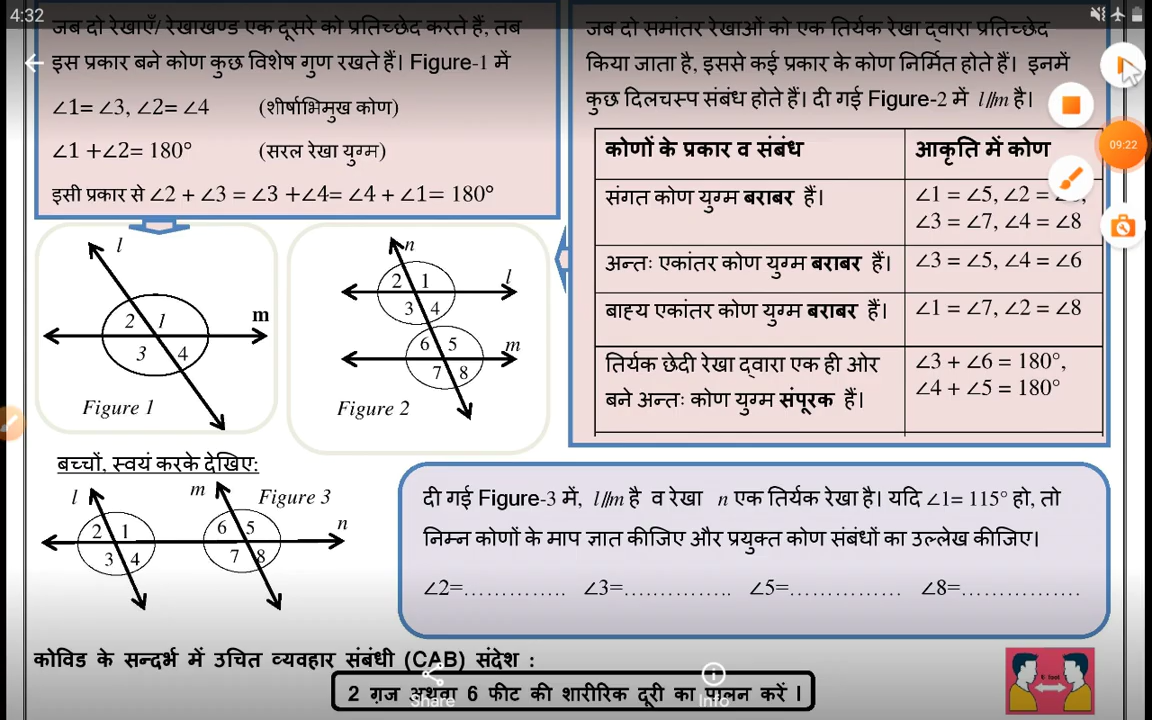 4:32
जब दो रेखाएँ/ रेखाखण्ड एक दूसरे को प्रतिच्छेद करते हैं, तब
इस प्रकार बने कोण कुछ विशेष गुण रखते हैं। Figure-1 में
∠1= ∠3, ∠2= ∠4 (शीर्षाभिमुख कोण)
∠1 +∠2= 180° (सरल रेखा युग्म)
इसी प्रकार से ∠2 + ∠3 = ∠3 +∠4= ∠4 + ∠1= 180°
जब दो समांतर रेखाओं को एक तिर्यक रेखा द्वारा प्रतिच्छेद
किया जाता है, इससे कई प्रकार के कोण निर्मित होते हैं। इनमें
कुछ दिलचस्प संबंध होते हैं। दी गई Figure-2 में l//m है।
09:22
कोणों के प्रकार व संबंध आकृति में कोण
संगत कोण युग्म बराबर हैं। ∠1 = ∠5, ∠2 =
∠3 = ∠7, ∠4 = ∠8
अन्तः एकांतर कोण युग्म बराबर हैं। ∠3 = ∠5, ∠4 = ∠6
बाह्य एकांतर कोण युग्म बराबर हैं। ∠1 = ∠7, ∠2 = ∠8
तिर्यक छेदी रेखा द्वारा एक ही ओर ∠3 + ∠6 = 180°,
बने अन्तः कोण युग्म संपूरक हैं। ∠4 + ∠5 = 180°
l
m
2 1
3 4
Figure 1
n
2 1 l
3 4
6 5 m
7 8
Figure 2
बच्चों, स्वयं करके देखिए:
l m Figure 3
2 1 6 5 n
3 4 7 8
दी गई Figure-3 में, l//m है व रेखा n एक तिर्यक रेखा है। यदि ∠1= 115° हो, तो
निम्न कोणों के माप ज्ञात कीजिए और प्रयुक्त कोण संबंधों का उल्लेख कीजिए।
∠2=………….. ∠3=………….. ∠5=…………… ∠8=…………….
कोविड के सन्दर्भ में उचित व्यवहार संबंधी (CAB) संदेश :
2 ग़ज अथवा 6 फीट की शारीरिक दूरी का पालन करें ।
Share Info